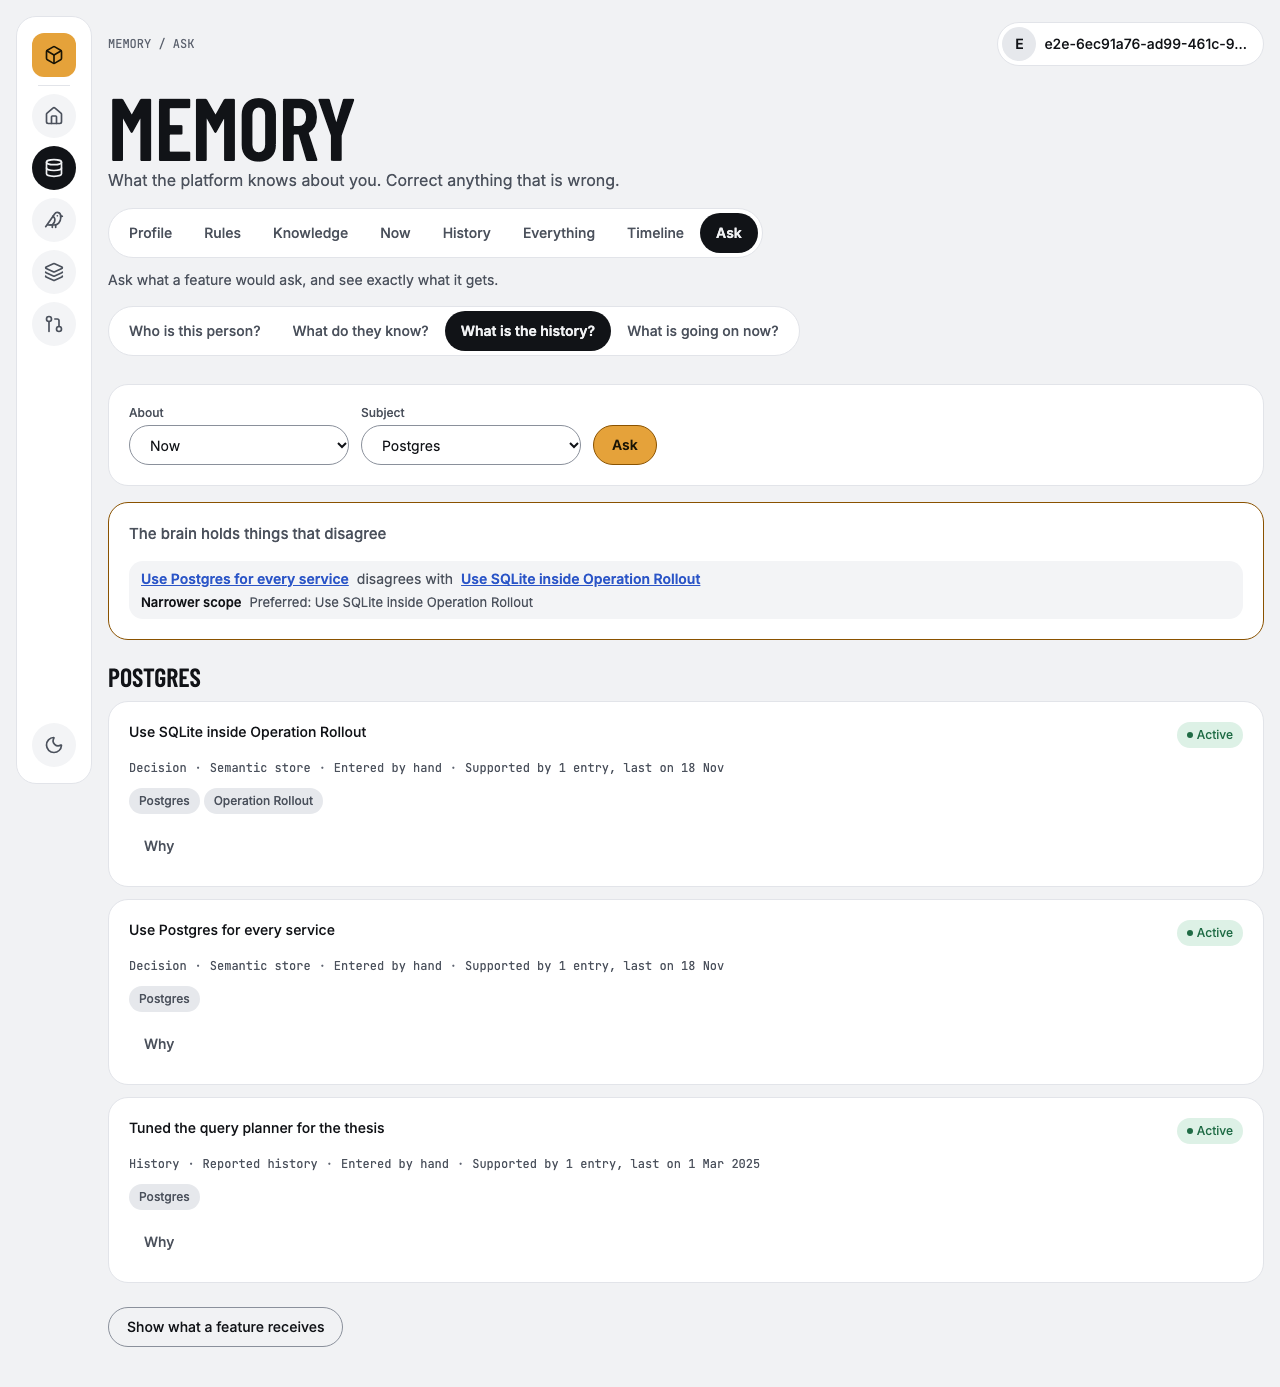 MEMORY / ASK
E e2e-6ec91a76-ad99-461c-9...
MEMORY
What the platform knows about you. Correct anything that is wrong.
Profile Rules Knowledge Now History Everything Timeline Ask
Ask what a feature would ask, and see exactly what it gets.
Who is this person? What do they know? What is the history? What is going on now?
About Subject
Now Postgres Ask
The brain holds things that disagree
Use Postgres for every service disagrees with Use SQLite inside Operation Rollout
Narrower scope Preferred: Use SQLite inside Operation Rollout
POSTGRES
Use SQLite inside Operation Rollout Active
Decision · Semantic store · Entered by hand · Supported by 1 entry, last on 18 Nov
Postgres Operation Rollout
Why
Use Postgres for every service Active
Decision · Semantic store · Entered by hand · Supported by 1 entry, last on 18 Nov
Postgres
Why
Tuned the query planner for the thesis Active
History · Reported history · Entered by hand · Supported by 1 entry, last on 1 Mar 2025
Postgres
Why
Show what a feature receives